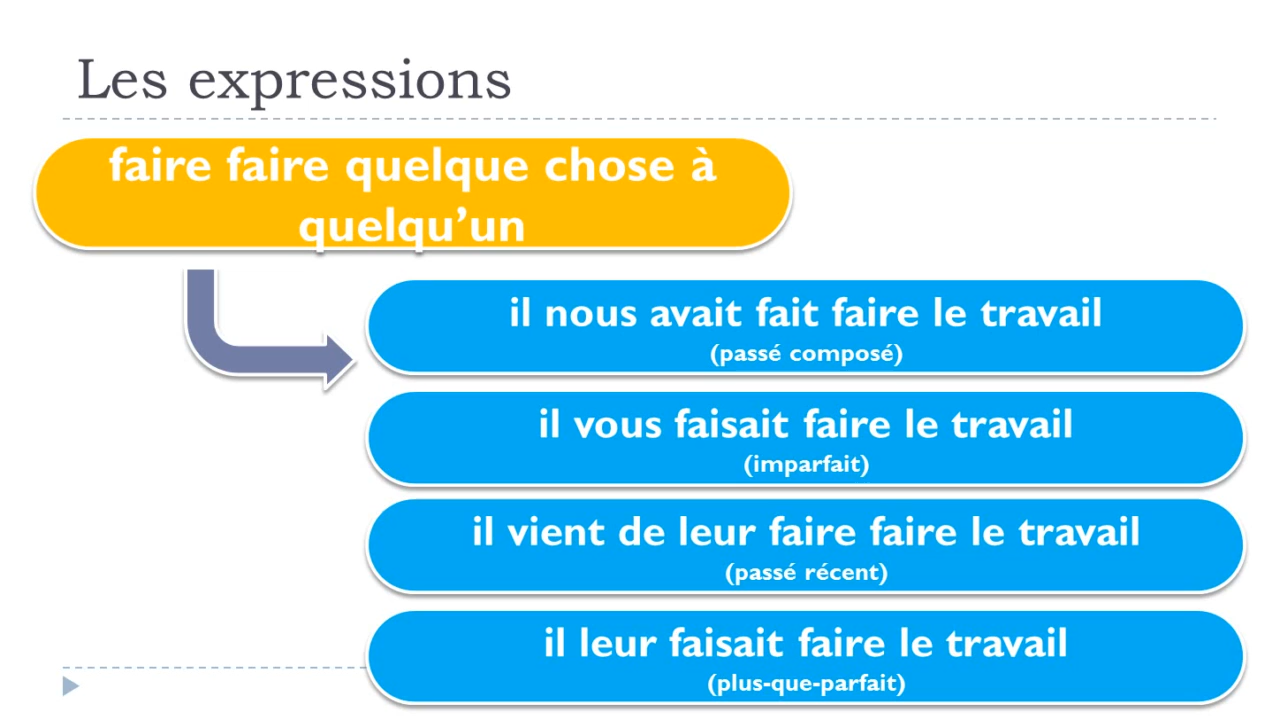 Les expressions
faire faire quelque chose à
quelqu’un
il nous avait fait faire le travail
(passé composé)
il vous faisait faire le travail
(imparfait)
il vient de leur faire faire le travail
(passé récent)
il leur faisait faire le travail
(plus-que-parfait)